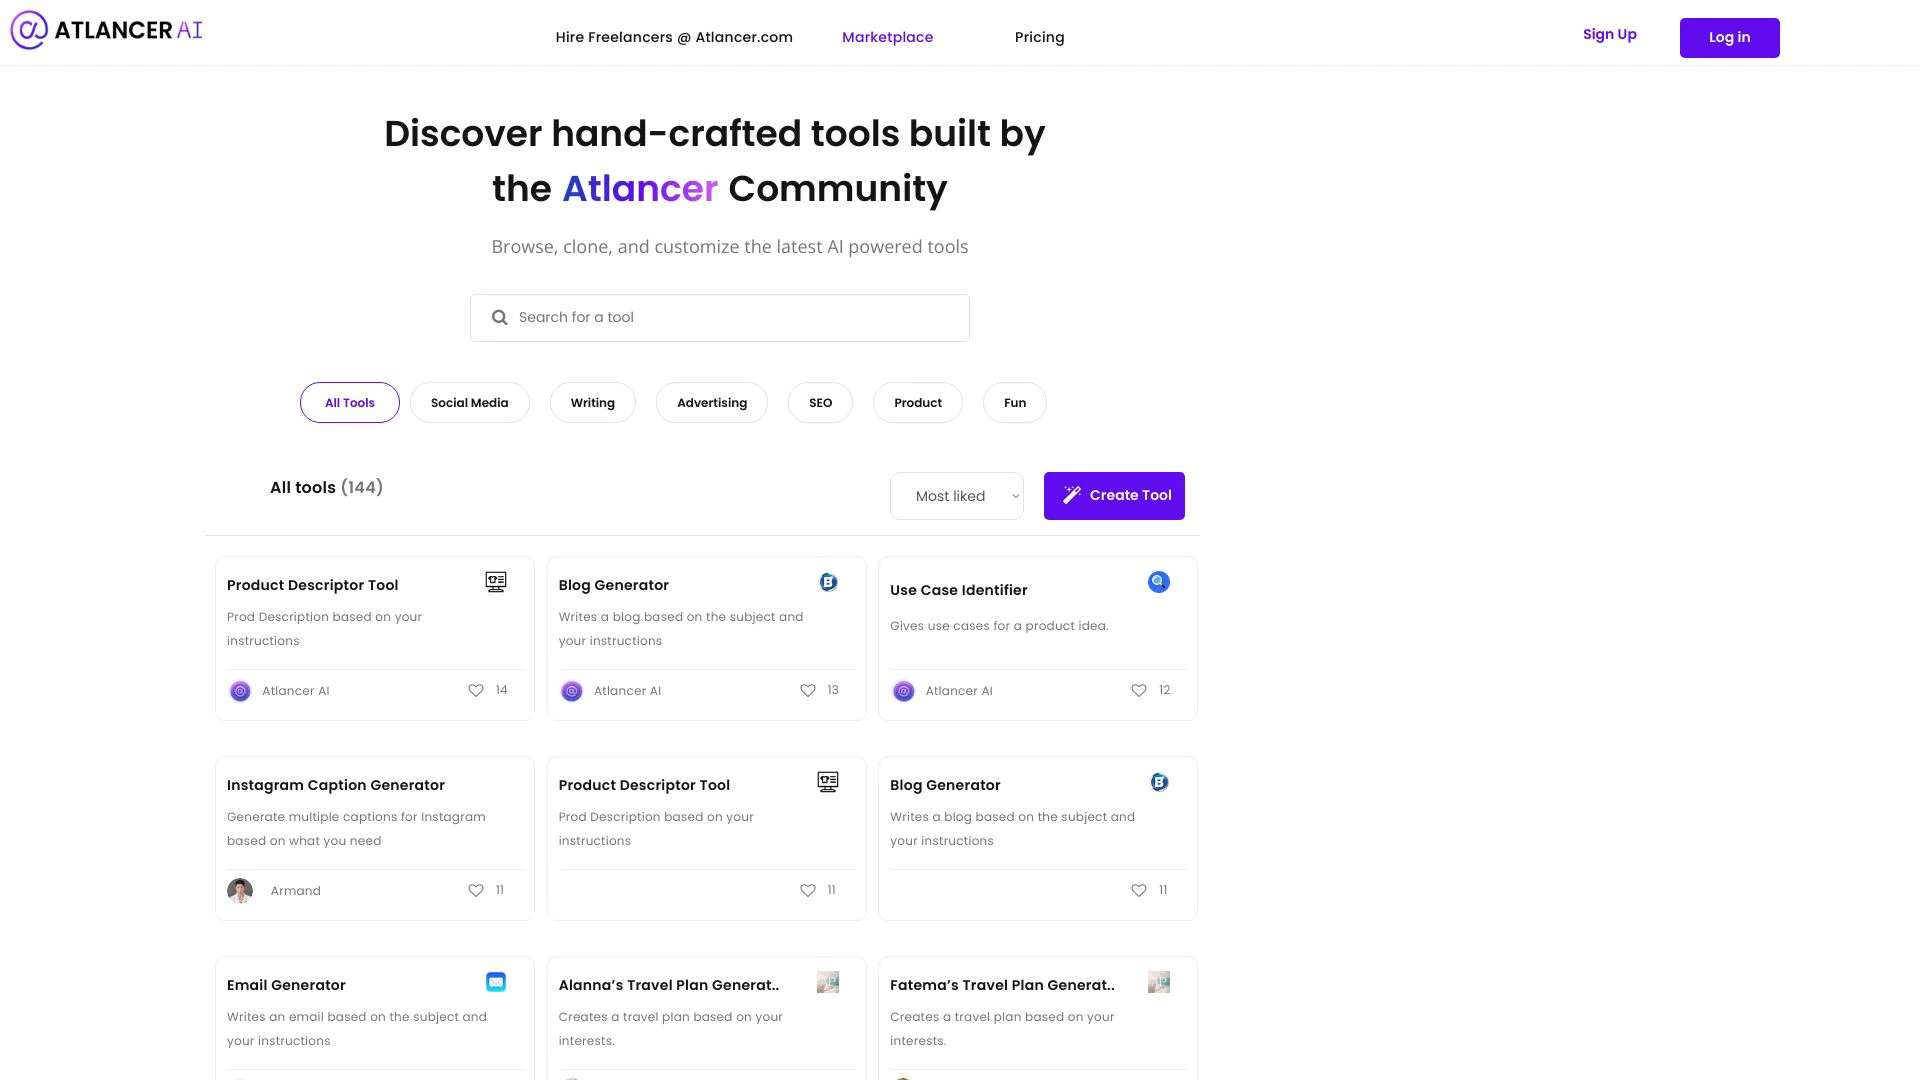 ATLANCER AI
Hire Freelancers @ Atlancer.com
Marketplace
Pricing
Sign Up
Log in
Discover hand-crafted tools built by
the Atlancer Community
Browse, clone, and customize the latest AI powered tools
Search for a tool
All Tools
Social Media
Writing
Advertising
SEO
Product
Fun
All tools (144)
Most liked
Create Tool
Product Descriptor Tool
Prod Description based on your
instructions
Atlancer AI
14
Blog Generator
Writes a blog based on the subject and
your instructions
Atlancer AI
13
Use Case Identifier
Gives use cases for a product idea.
Atlancer AI
12
Instagram Caption Generator
Generate multiple captions for Instagram
based on what you need
Armand
11
Product Descriptor Tool
Prod Description based on your
instructions
11
Blog Generator
Writes a blog based on the subject and
your instructions
11
Email Generator
Writes an email based on the subject and
your instructions
Alanna’s Travel Plan Generat..
Creates a travel plan based on your
interests.
Fatema’s Travel Plan Generat..
Creates a travel plan based on your
interests.